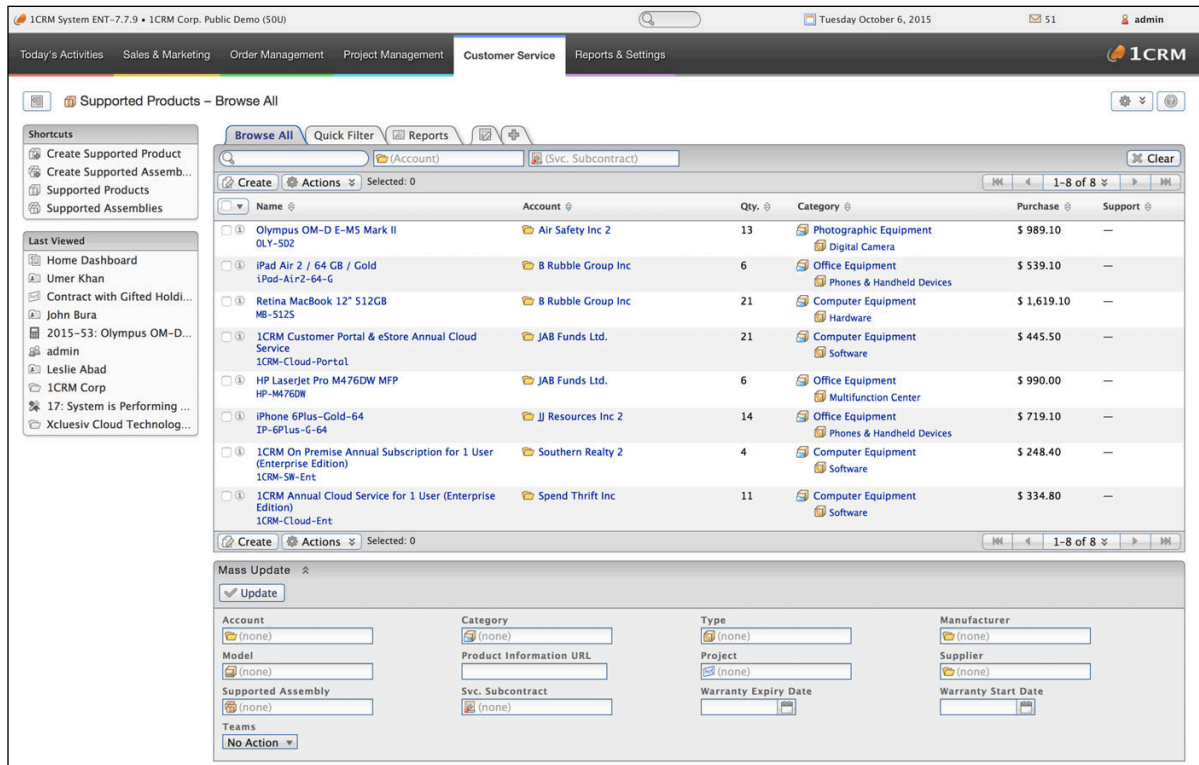 1CRM System ENT-7.7.9 • 1CRM Corp. Public Demo (50U)
Tuesday October 6, 2015
51
admin
Today's Activities
Sales & Marketing
Order Management
Project Management
Customer Service
Reports & Settings
1CRM
Supported Products – Browse All
Shortcuts
Create Supported Product
Create Supported Assemb...
Supported Products
Supported Assemblies
Last Viewed
Home Dashboard
Umer Khan
Contract with Gifted Holdi...
John Bura
2015-53: Olympus OM-D...
admin
Leslie Abad
1CRM Corp
17: System is Performing ...
Xcluesiv Cloud Technolog...
Browse All
Quick Filter
Reports
(Account)
(Svc. Subcontract)
Clear
Create
Actions
Selected: 0
1-8 of 8
Name
Account
Qty.
Category
Purchase
Support
Olympus OM-D E-M5 Mark II
OLY-5D2
Air Safety Inc 2
13
Photographic Equipment
Digital Camera
$ 989.10
—
iPad Air 2 / 64 GB / Gold
iPad-Air2-64-G
B Rubble Group Inc
6
Office Equipment
Phones & Handheld Devices
$ 539.10
—
Retina MacBook 12" 512GB
MB-512S
B Rubble Group Inc
21
Computer Equipment
Hardware
$ 1,619.10
—
1CRM Customer Portal & eStore Annual Cloud
Service
1CRM-Cloud-Portal
JAB Funds Ltd.
21
Computer Equipment
Software
$ 445.50
—
HP LaserJet Pro M476DW MFP
HP-M476DW
JAB Funds Ltd.
6
Office Equipment
Multifunction Center
$ 990.00
—
iPhone 6Plus-Gold-64
IP-6Plus-G-64
JJ Resources Inc 2
14
Office Equipment
Phones & Handheld Devices
$ 719.10
—
1CRM On Premise Annual Subscription for 1 User
(Enterprise Edition)
1CRM-SW-Ent
Southern Realty 2
4
Computer Equipment
Software
$ 248.40
—
1CRM Annual Cloud Service for 1 User (Enterprise
Edition)
1CRM-Cloud-Ent
Spend Thrift Inc
11
Computer Equipment
Software
$ 334.80
—
Create
Actions
Selected: 0
1-8 of 8
Mass Update
Update
Account
(none)
Category
(none)
Type
(none)
Manufacturer
(none)
Model
(none)
Product Information URL
Project
(none)
Supplier
(none)
Supported Assembly
(none)
Svc. Subcontract
(none)
Warranty Expiry Date
Warranty Start Date
Teams
No Action